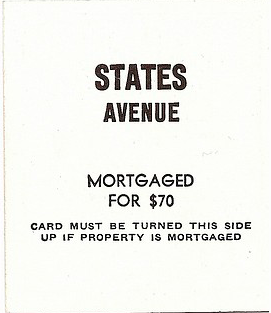 STATES
AVENUE
MORTGAGED
FOR $70
CARD MUST BE TURNED THIS SIDE
UP IF PROPERTY IS MORTGAGED